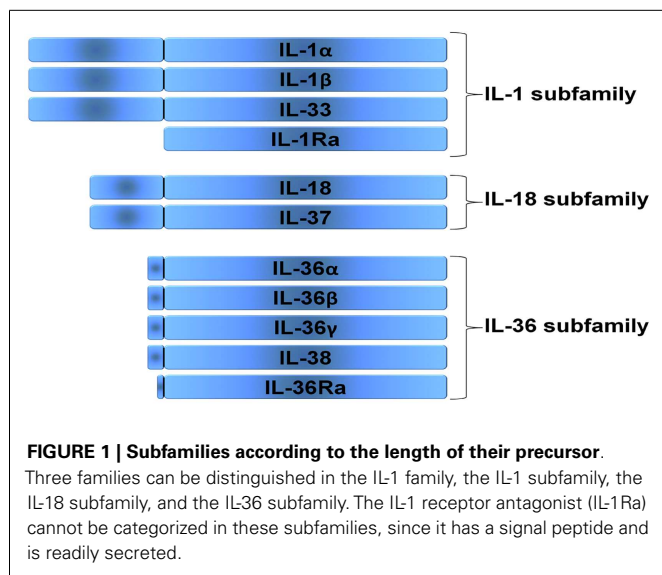 IL-1α
IL-1β
IL-33
IL-1Ra
IL-1 subfamily
IL-18
IL-37
IL-18 subfamily
IL-36α
IL-36β
IL-36γ
IL-38
IL-36Ra
IL-36 subfamily
FIGURE 1 | Subfamilies according to the length of their precursor.
Three families can be distinguished in the IL-1 family, the IL-1 subfamily, the
IL-18 subfamily, and the IL-36 subfamily. The IL-1 receptor antagonist (IL-1Ra)
cannot be categorized in these subfamilies, since it has a signal peptide and
is readily secreted.